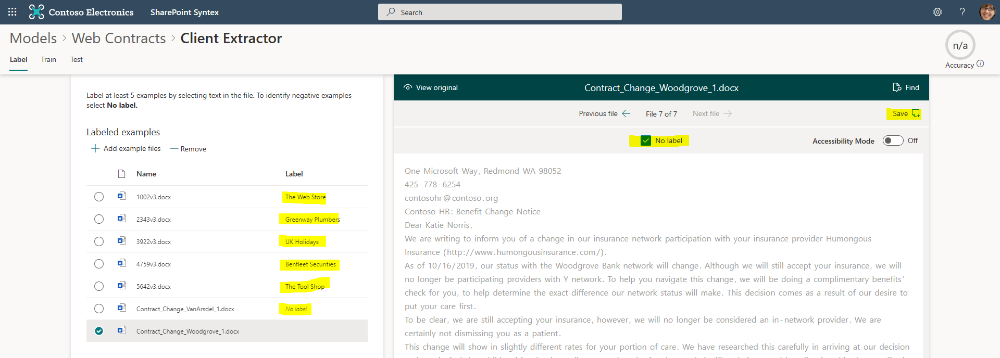 Contoso Electronics
SharePoint Syntex
Search
?
Models > Web Contracts > Client Extractor
n/a
Accuracy
Label
Train
Test
Label at least 5 examples by selecting text in the file. To identify negative examples
select No label.
Labeled examples
Add example files
Remove
Name
Label
1002v3.docx
The Web Store
2343v3.docx
Greenway Plumbers
3922v3.docx
UK Holidays
4759v3.docx
Benfleet Securities
5642v3.docx
The Tool Shop
Contract_Change_VanArsdel_1.docx
No label
Contract_Change_Woodgrove_1.docx
View original
Contract_Change_Woodgrove_1.docx
Find
Previous file
File 7 of 7
Next file
Save
No label
Accessibility Mode
Off
One Microsoft Way, Redmond WA 98052
425-778-6254
contosohr@contoso.org
Contoso HR: Benefit Change Notice
Dear Katie Norris,
We are writing to inform you of a change in our insurance network participation with your insurance provider Humongous
Insurance (http://www.humongousinsurance.com/).
As of 10/16/2019, our status with the Woodgrove Bank network will change. Although we will still accept your insurance, we will
no longer be participating providers with Y network. To help you navigate this change, we will be doing a complimentary benefits'
check for you, to help determine the exact difference our network status will make. This decision comes as a result of our desire to
put your care first.
To be clear, we are still accepting your insurance, however, we will no longer be considered an in-network provider. We are
certainly not dismissing you as a patient.
This change will show in slightly different rates for your portion of care. We have researched this carefully in arriving at our decision